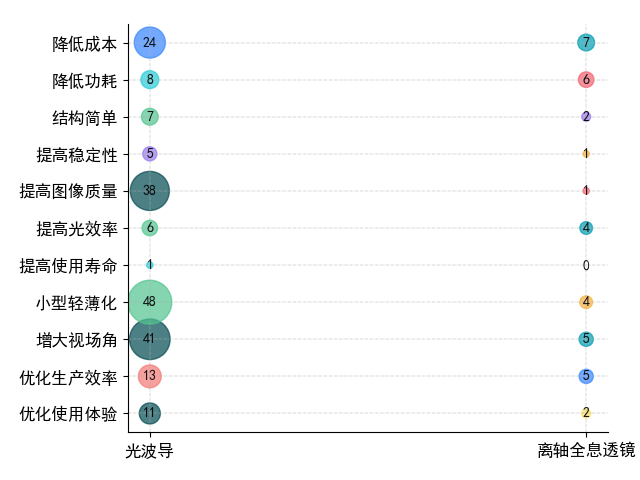 降低成本 24 7
降低功耗 8 6
结构简单 7 2
提高稳定性 5 1
提高图像质量 38 1
提高光效率 6 4
提高使用寿命 1 0
小型轻薄化 48 4
增大视场角 41 5
优化生产效率 13 5
优化使用体验 11 2
光波导 离轴全息透镜